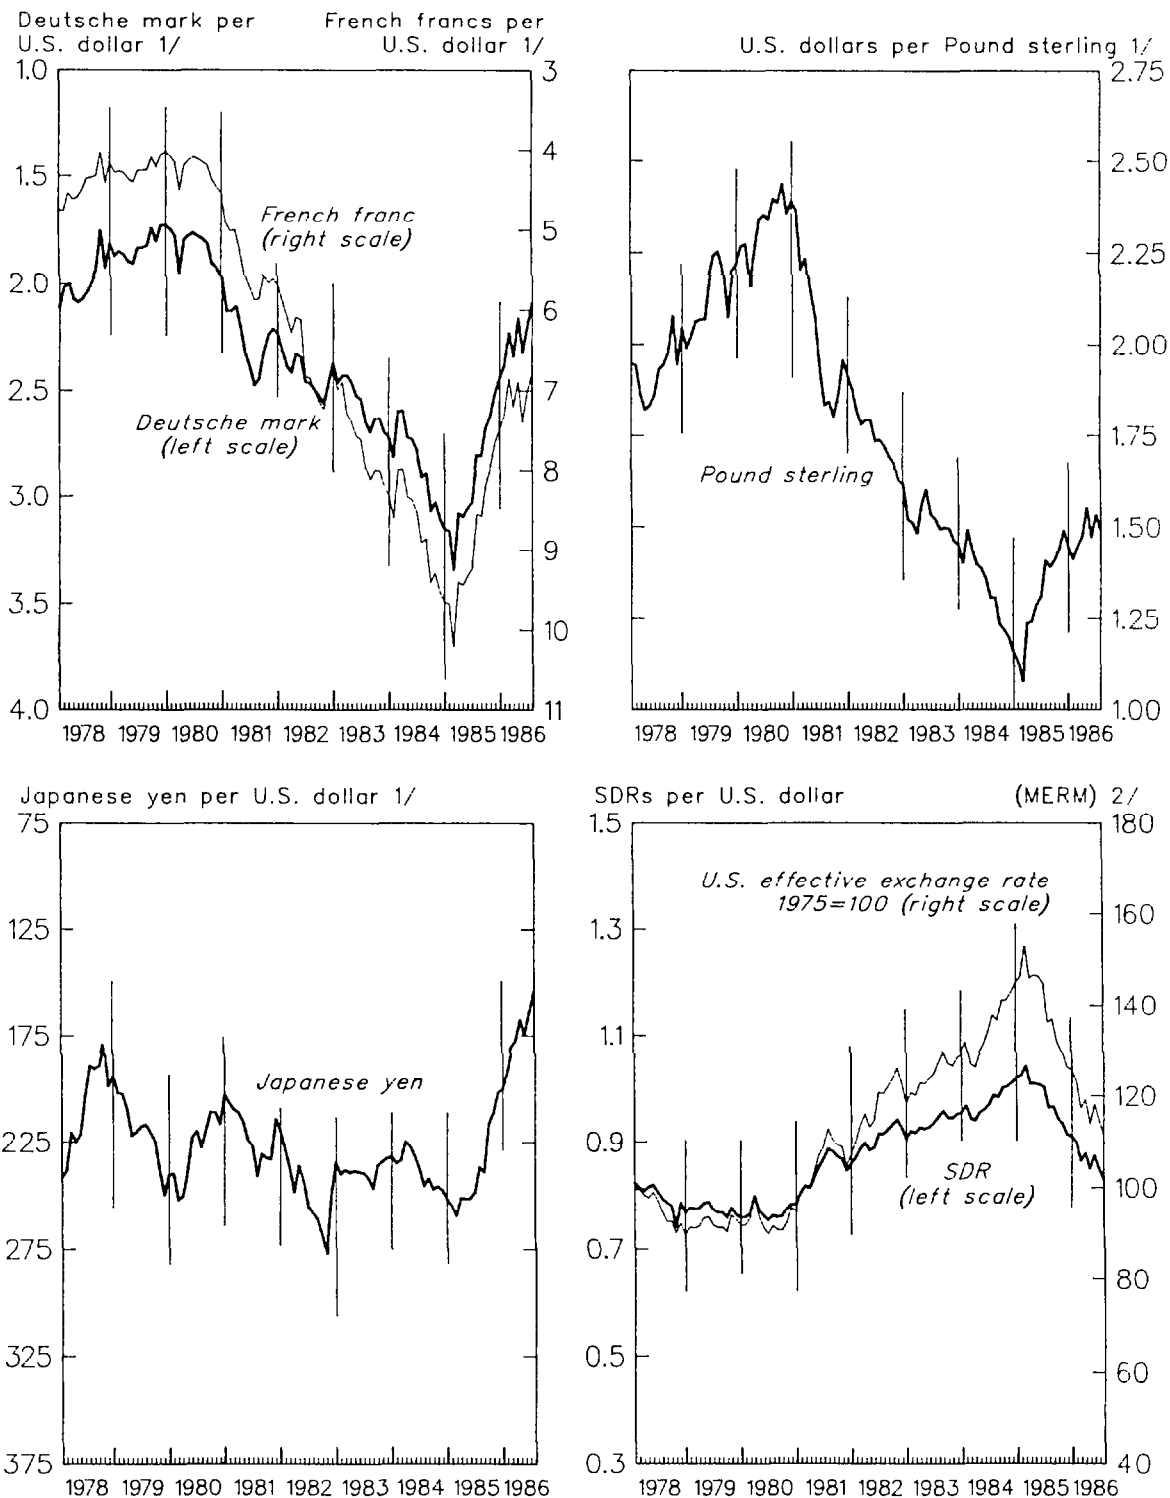 Deutsche mark per
U.S. dollar 1/
French francs per
U.S. dollar 1/
1.0
1.5
2.0
2.5
3.0
3.5
4.0
3
4
5
6
7
8
9
10
11
French franc
(right scale)
Deutsche mark
(left scale)
1978 1979 1980 1981 1982 1983 1984 1985 1986
U.S. dollars per Pound sterling 1/
2.75
2.50
2.25
2.00
1.75
1.50
1.25
1.00
Pound sterling
1978 1979 1980 1981 1982 1983 1984 1985 1986
Japanese yen per U.S. dollar 1/
75
125
175
225
275
325
375
Japanese yen
1978 1979 1980 1981 1982 1983 1984 1985 1986
SDRs per U.S. dollar
(MERM) 2/
1.5
1.3
1.1
0.9
0.7
0.5
0.3
180
160
140
120
100
80
60
40
U.S. effective exchange rate
1975=100 (right scale)
SDR
(left scale)
1978 1979 1980 1981 1982 1983 1984 1985 1986